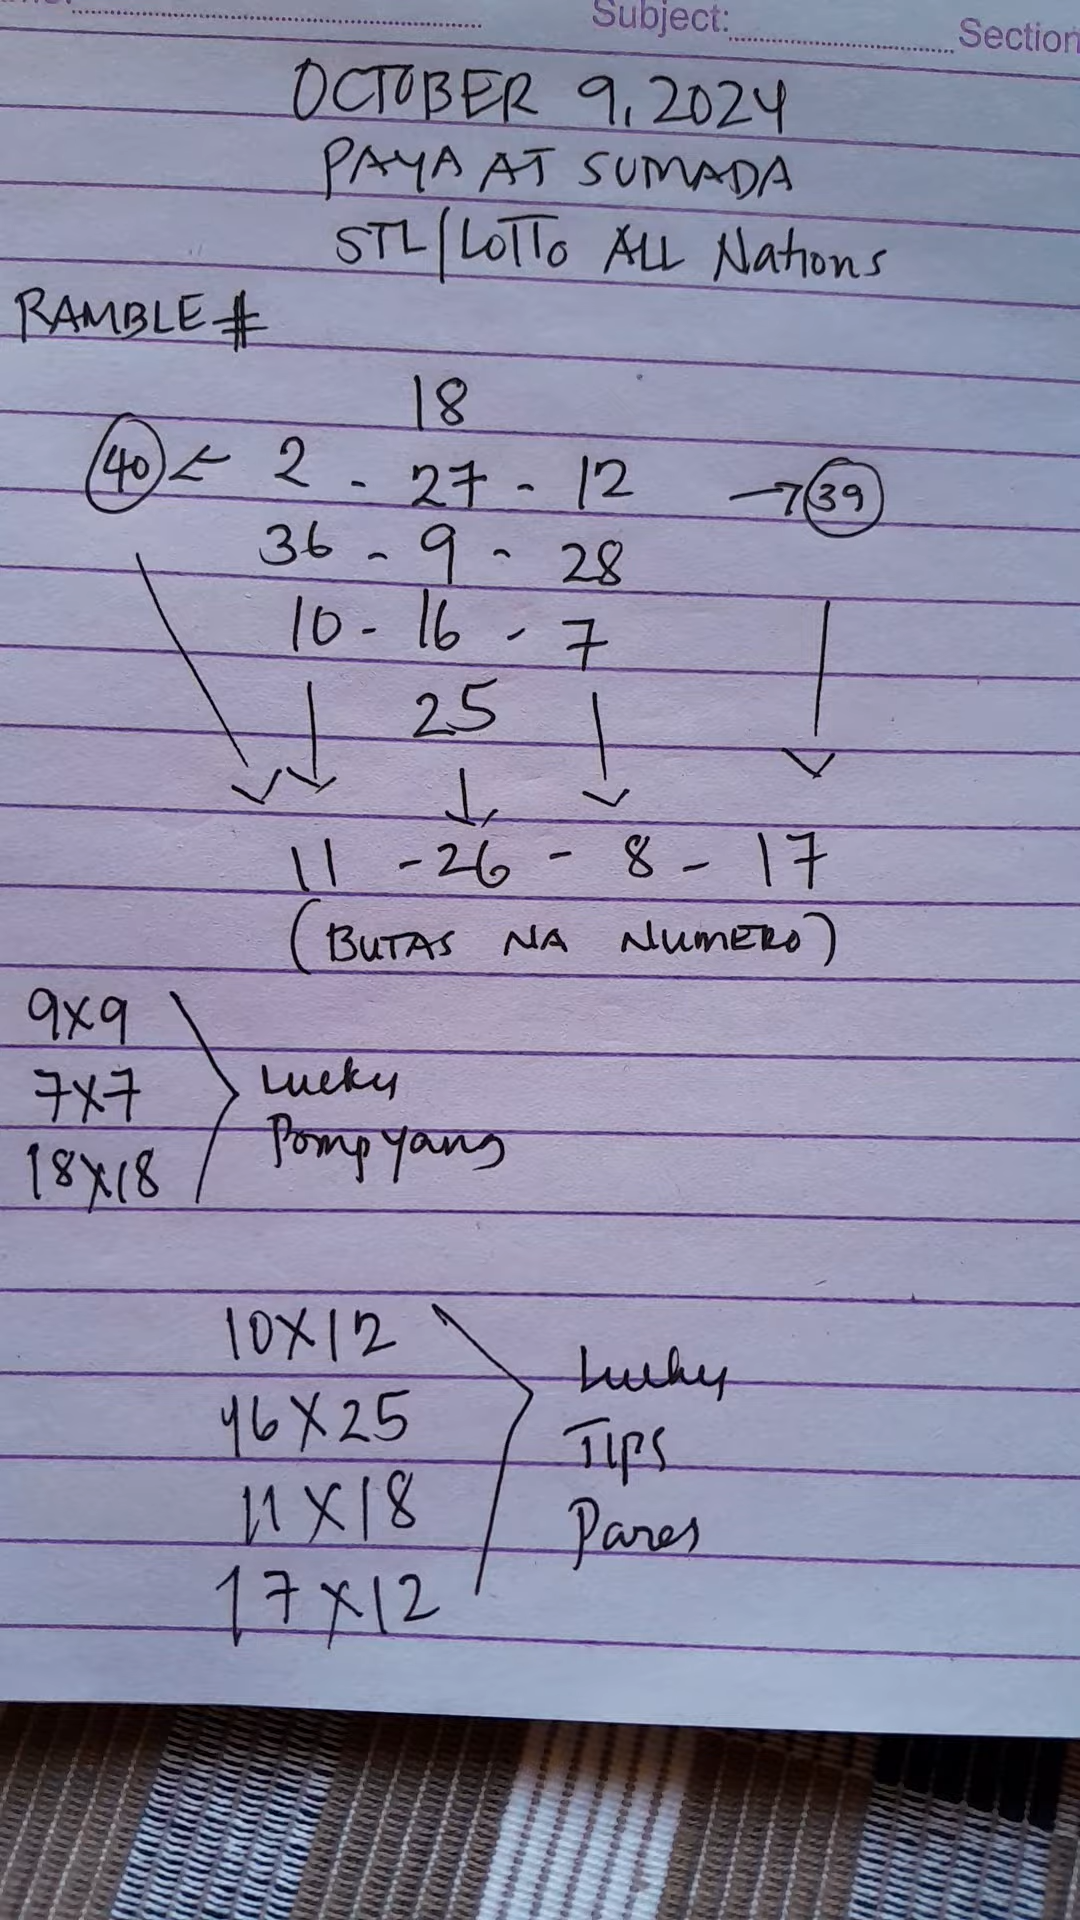 Subject: Section
OCTOBER 9, 2024
PAYA AT SUMADA
STL/LOTTO ALL Nations
RAMBLE #
18
40 ← 2 - 27 - 12 → 39
36 - 9 - 28
10 - 16 - 7
25
11 - 26 - 8 - 17
(BUTAS NA NUMERO)
9X9
7X7
18X18
Lucky
Pompyang
10X12
16X25
11X18
17X12
Lucky
Tips
Pares